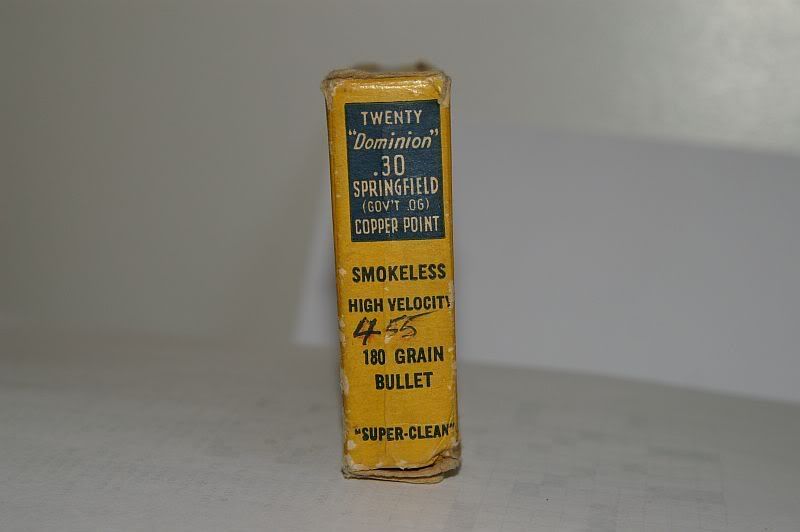 TWENTY
"Dominion"
.30
SPRINGFIELD
(GOV'T .06)
COPPER POINT
SMOKELESS
HIGH VELOCITY
455
180 GRAIN
BULLET
"SUPER-CLEAN"